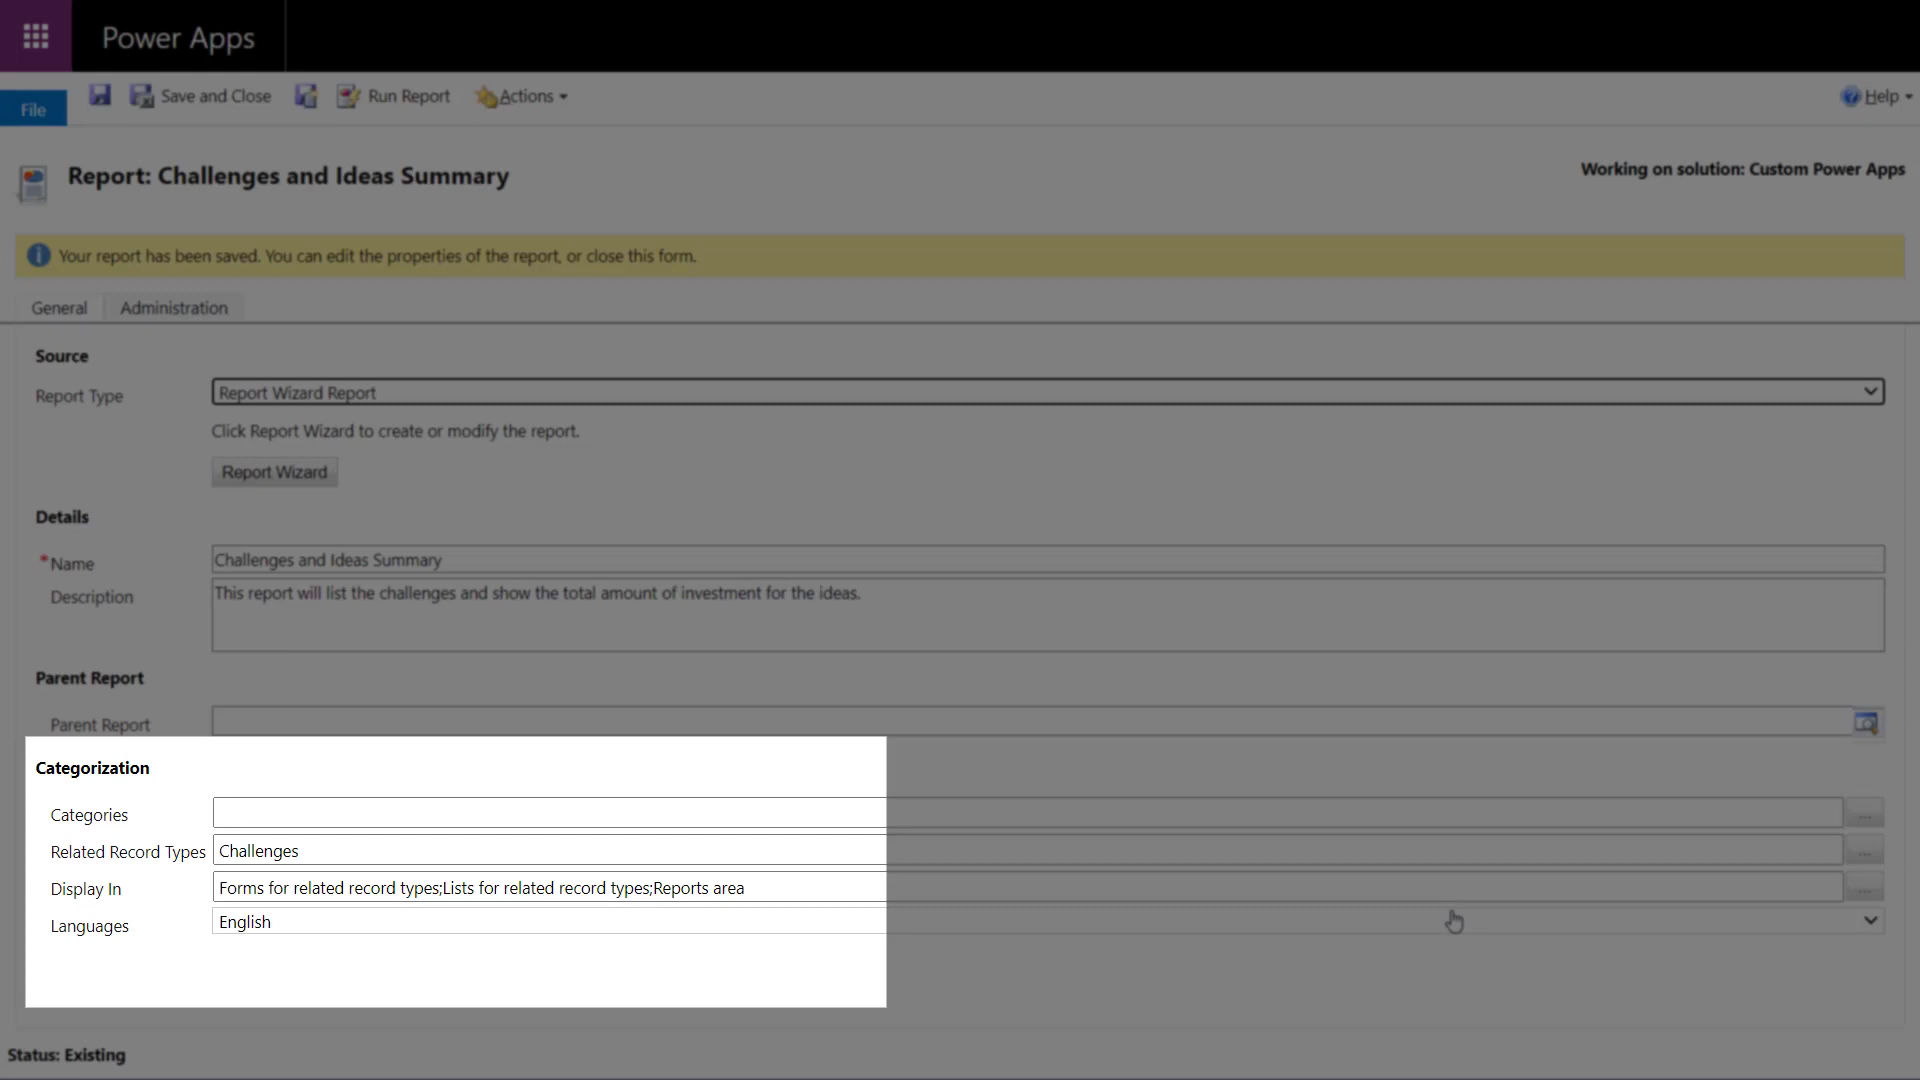 Power Apps
File
Save and Close
Run Report
Actions
Help
Report: Challenges and Ideas Summary
Working on solution: Custom Power Apps
Your report has been saved. You can edit the properties of the report, or close this form.
General
Administration
Source
Report Type
Report Wizard Report
Click Report Wizard to create or modify the report.
Report Wizard
Details
*Name
Challenges and Ideas Summary
Description
This report will list the challenges and show the total amount of investment for the ideas.
Parent Report
Parent Report
Categorization
Categories
...
Related Record Types
Challenges
...
Display In
Forms for related record types;Lists for related record types;Reports area
...
Languages
English
Status: Existing